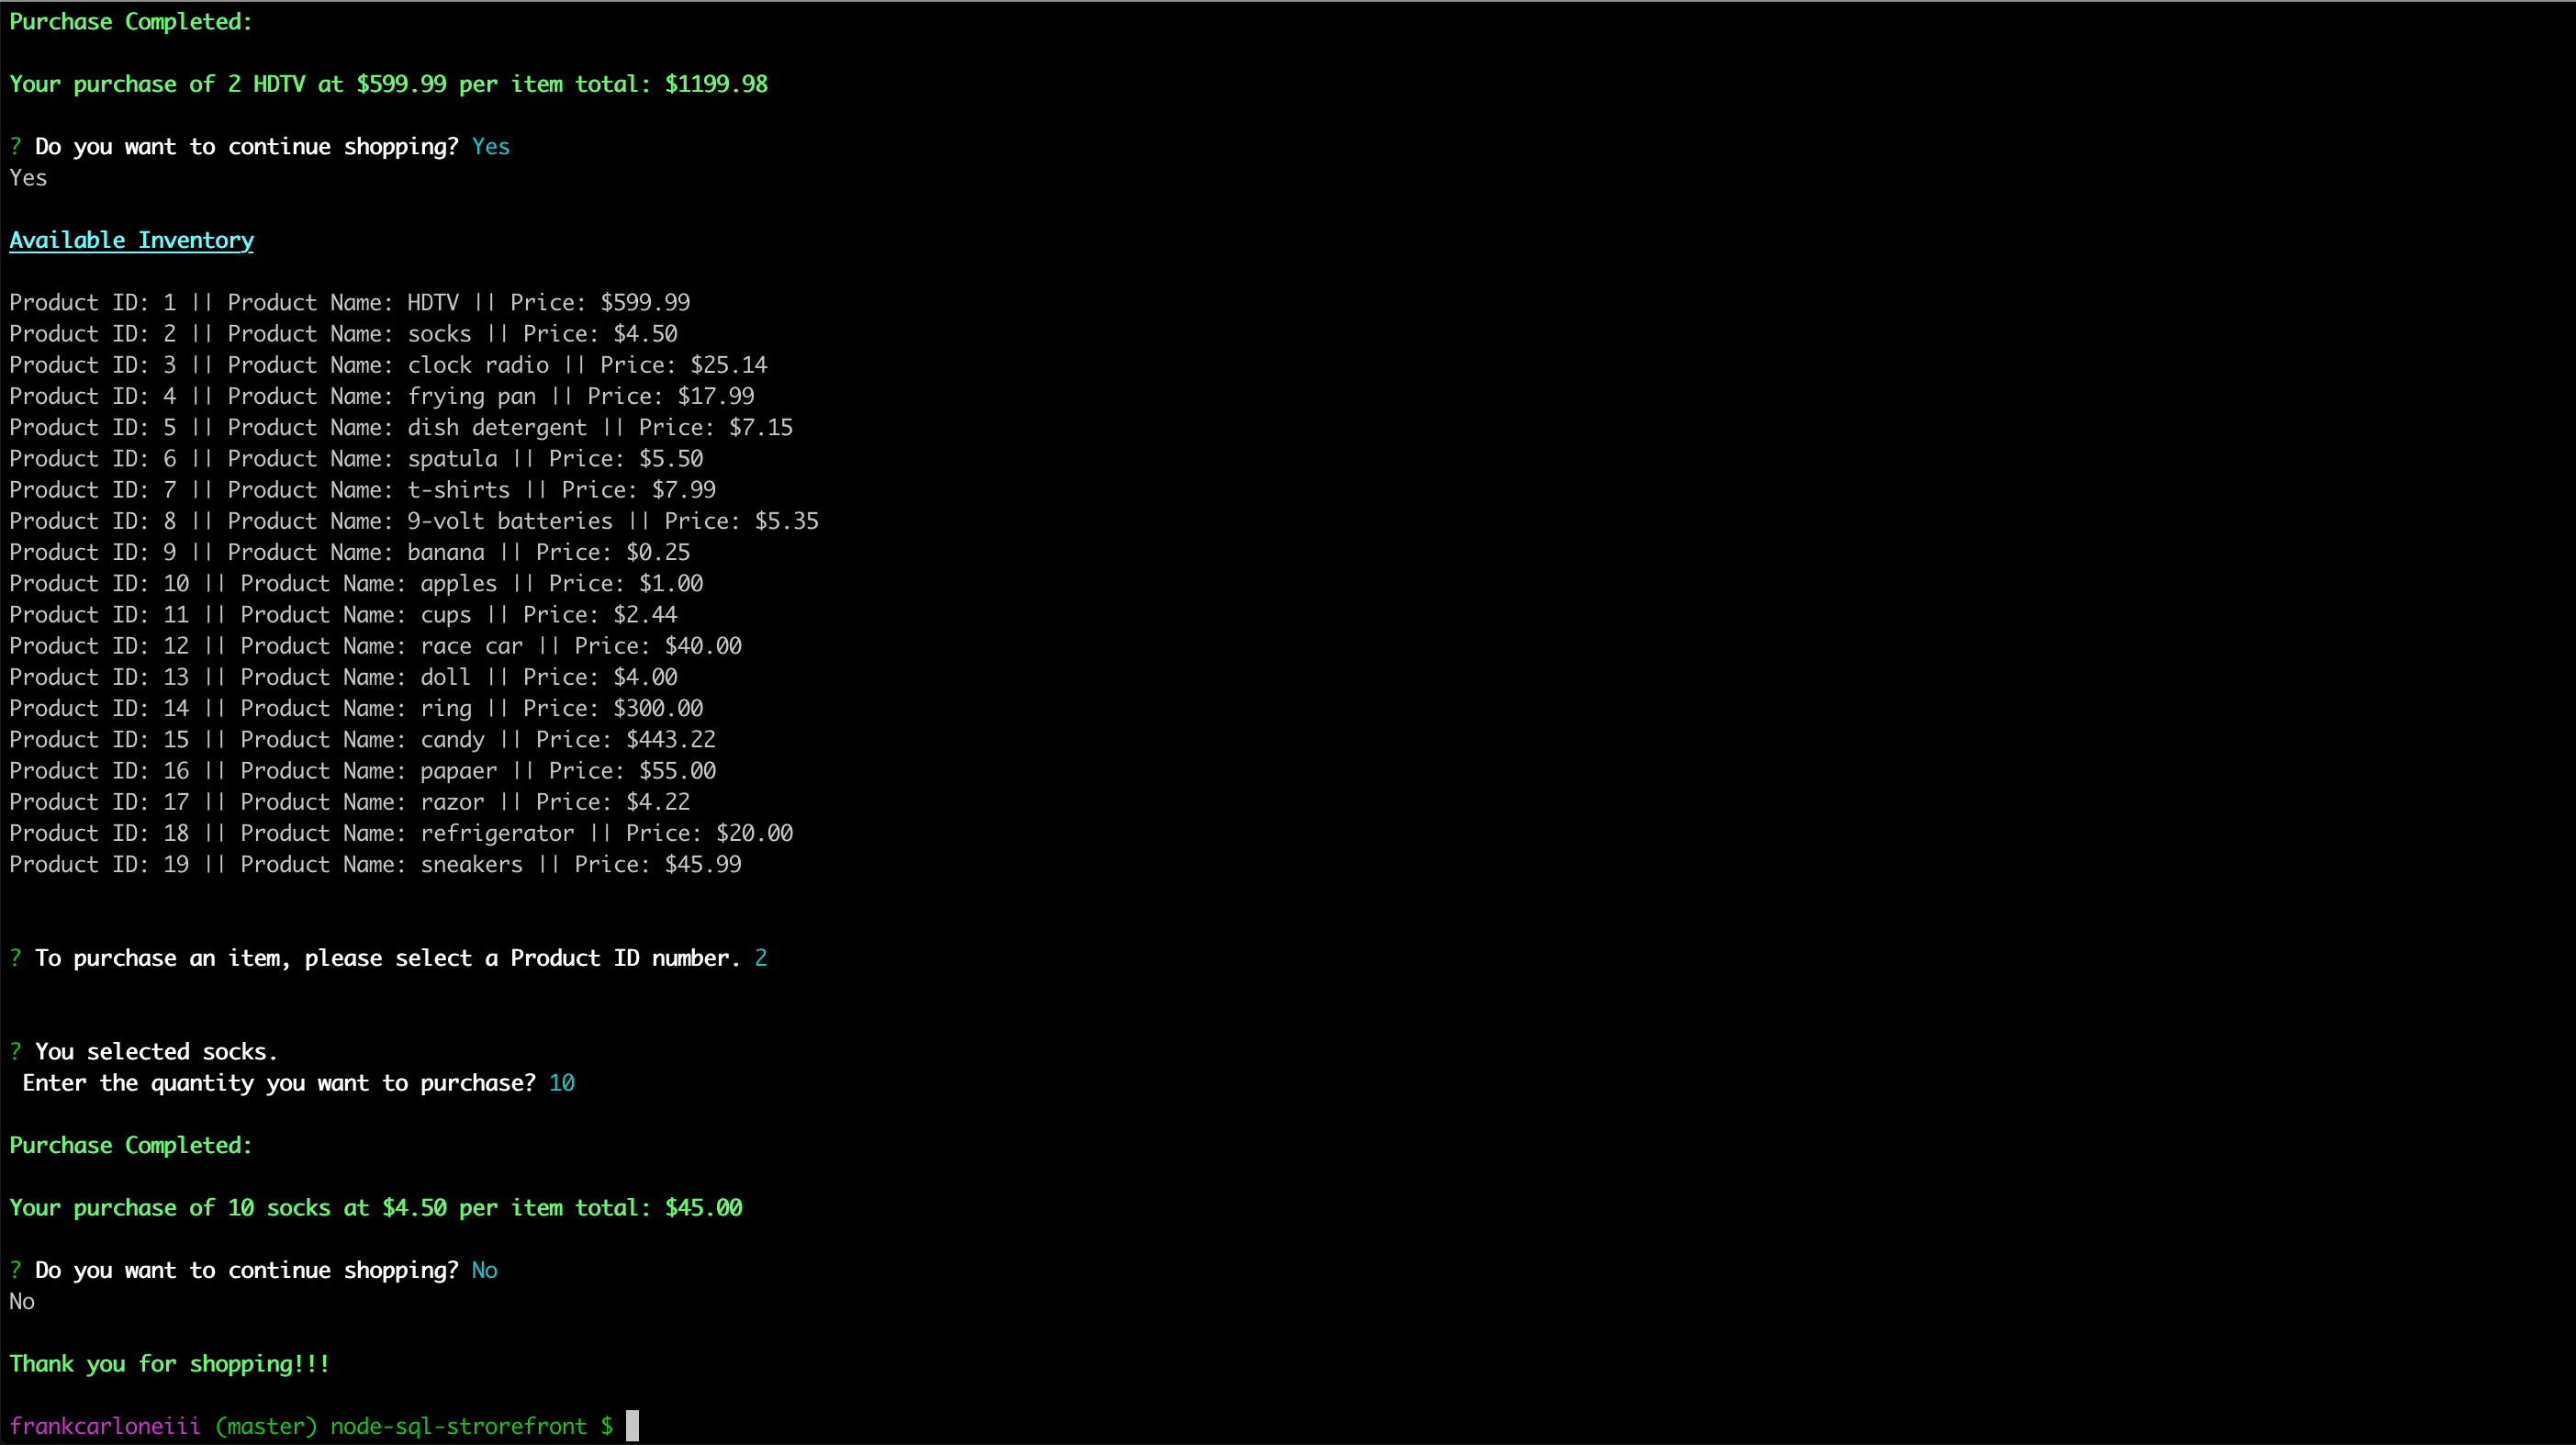 Purchase Completed:
Your purchase of 2 HDTV at $599.99 per item total: $1199.98
? Do you want to continue shopping? Yes
Yes
Available Inventory
Product ID: 1 || Product Name: HDTV || Price: $599.99
Product ID: 2 || Product Name: socks || Price: $4.50
Product ID: 3 || Product Name: clock radio || Price: $25.14
Product ID: 4 || Product Name: frying pan || Price: $17.99
Product ID: 5 || Product Name: dish detergent || Price: $7.15
Product ID: 6 || Product Name: spatula || Price: $5.50
Product ID: 7 || Product Name: t-shirts || Price: $7.99
Product ID: 8 || Product Name: 9-volt batteries || Price: $5.35
Product ID: 9 || Product Name: banana || Price: $0.25
Product ID: 10 || Product Name: apples || Price: $1.00
Product ID: 11 || Product Name: cups || Price: $2.44
Product ID: 12 || Product Name: race car || Price: $40.00
Product ID: 13 || Product Name: doll || Price: $4.00
Product ID: 14 || Product Name: ring || Price: $300.00
Product ID: 15 || Product Name: candy || Price: $443.22
Product ID: 16 || Product Name: papaer || Price: $55.00
Product ID: 17 || Product Name: razor || Price: $4.22
Product ID: 18 || Product Name: refrigerator || Price: $20.00
Product ID: 19 || Product Name: sneakers || Price: $45.99
? To purchase an item, please select a Product ID number. 2
? You selected socks.
Enter the quantity you want to purchase? 10
Purchase Completed:
Your purchase of 10 socks at $4.50 per item total: $45.00
? Do you want to continue shopping? No
No
Thank you for shopping!!!
frankcarloneiii (master) node-sql-strorefront $